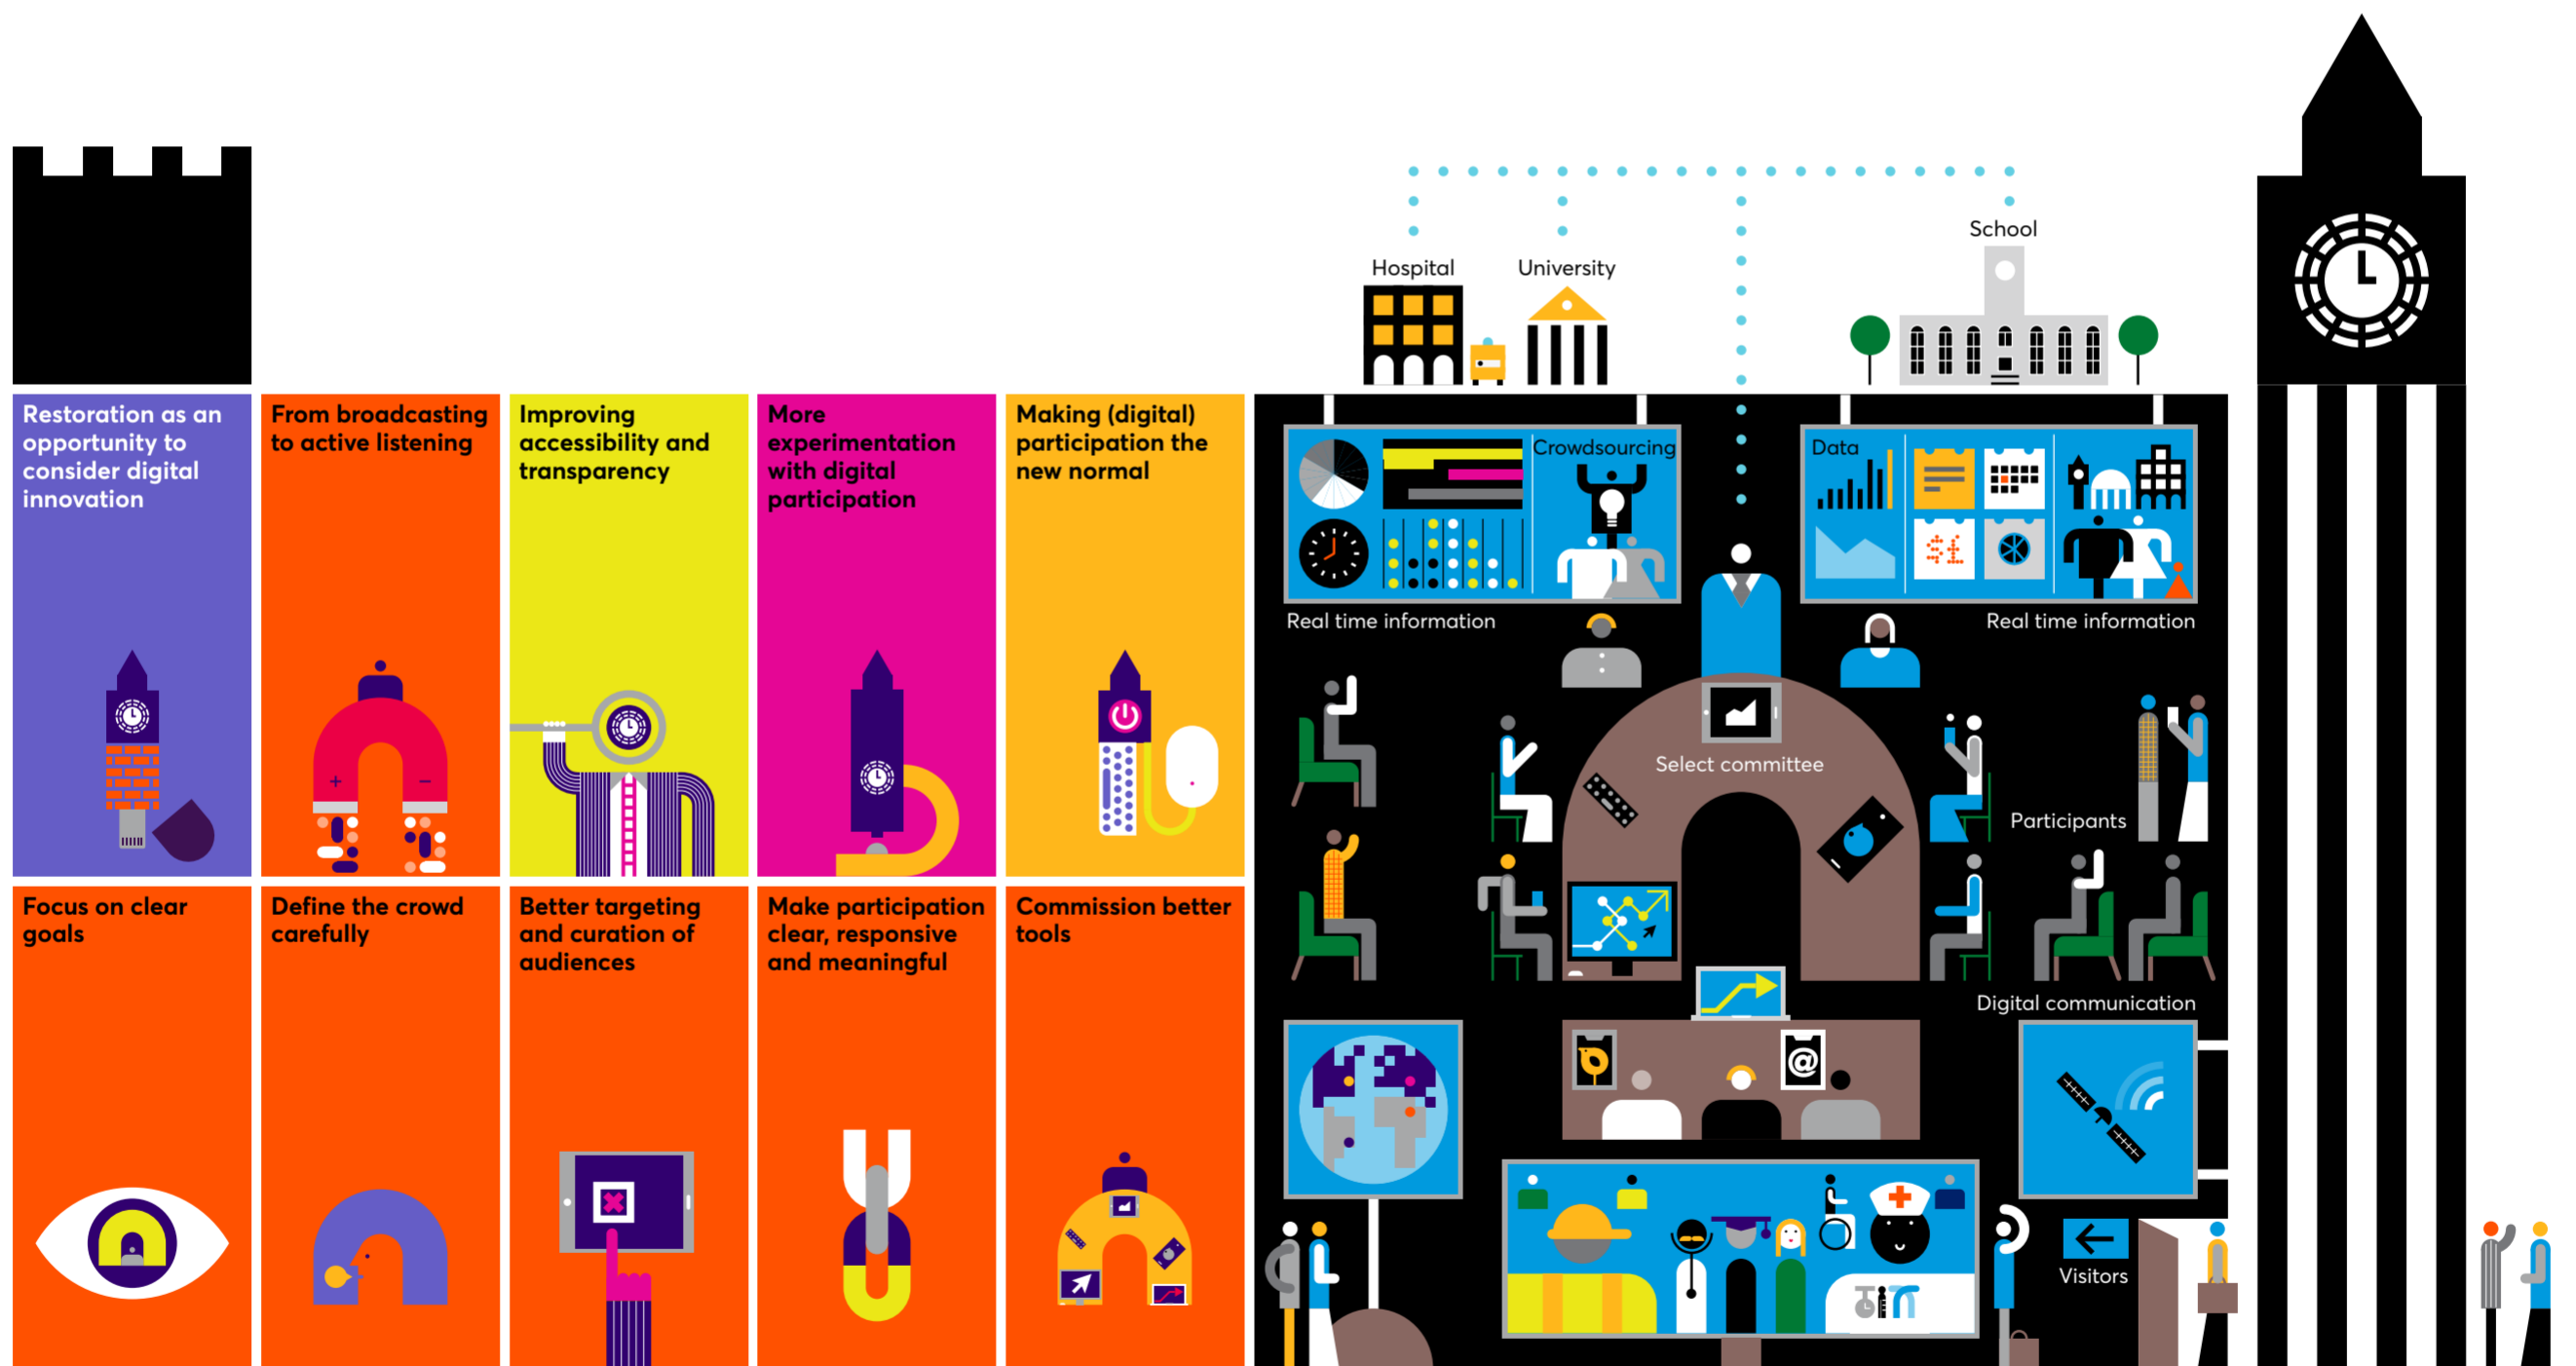 Restoration as an
opportunity to
consider digital
innovation
From broadcasting
to active listening
Improving
accessibility and
transparency
More
experimentation
with digital
participation
Making (digital)
participation the
new normal
Focus on clear
goals
Define the crowd
carefully
Better targeting
and curation of
audiences
Make participation
clear, responsive
and meaningful
Commission better
tools
Hospital
University
School
Crowdsourcing
Data
$£
Real time information
Real time information
Select committee
Participants
Digital communication
@
Visitors